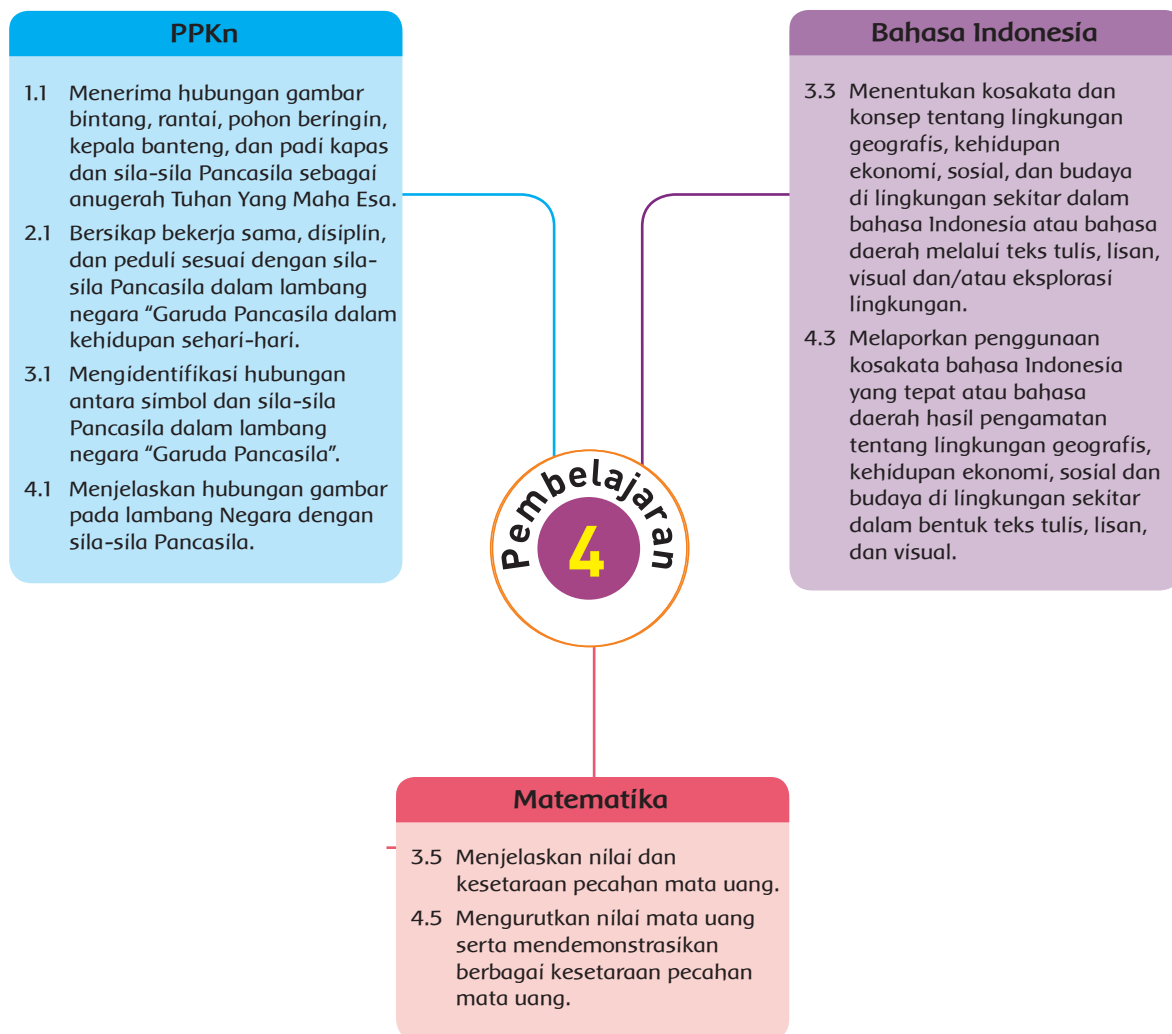 PPKn
1.1 Menerima hubungan gambar
bintang, rantai, pohon beringin,
kepala banteng, dan padi kapas
dan sila-sila Pancasila sebagai
anugerah Tuhan Yang Maha Esa.
2.1 Bersikap bekerja sama, disiplin,
dan peduli sesuai dengan sila-
sila Pancasila dalam lambang
negara “Garuda Pancasila dalam
kehidupan sehari-hari.
3.1 Mengidentifikasi hubungan
antara simbol dan sila-sila
Pancasila dalam lambang
negara “Garuda Pancasila”.
4.1 Menjelaskan hubungan gambar
pada lambang Negara dengan
sila-sila Pancasila.
Bahasa Indonesia
3.3 Menentukan kosakata dan
konsep tentang lingkungan
geografis, kehidupan
ekonomi, sosial, dan budaya
di lingkungan sekitar dalam
bahasa Indonesia atau bahasa
daerah melalui teks tulis, lisan,
visual dan/atau eksplorasi
lingkungan.
4.3 Melaporkan penggunaan
kosakata bahasa Indonesia
yang tepat atau bahasa
daerah hasil pengamatan
tentang lingkungan geografis,
kehidupan ekonomi, sosial dan
budaya di lingkungan sekitar
dalam bentuk teks tulis, lisan,
dan visual.
Pembelajaran
4
Matematika
3.5 Menjelaskan nilai dan
kesetaraan pecahan mata uang.
4.5 Mengurutkan nilai mata uang
serta mendemonstrasikan
berbagai kesetaraan pecahan
mata uang.